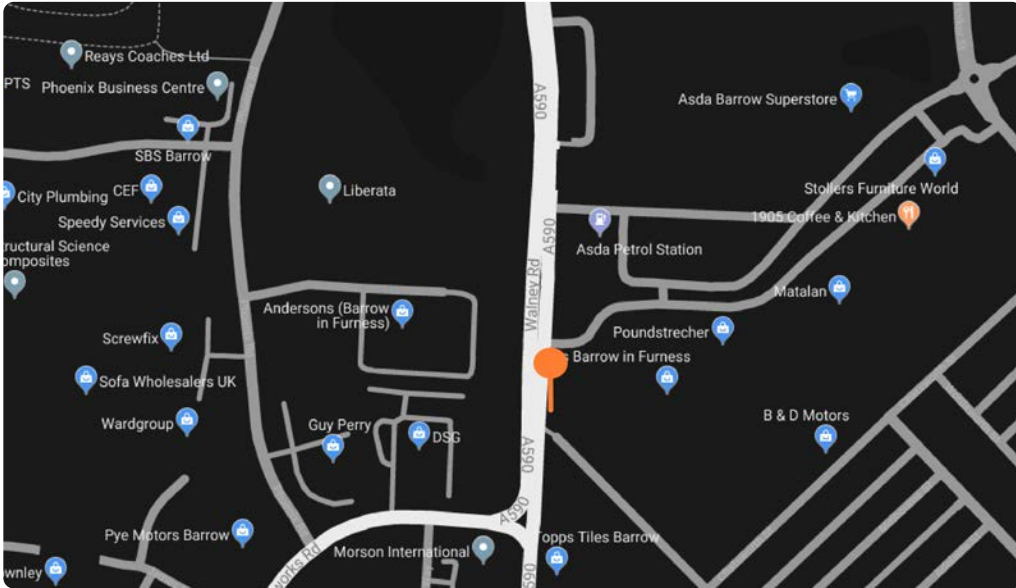 Reays Coaches Ltd
PTS
Phoenix Business Centre
A590
Asda Barrow Superstore
SBS Barrow
City Plumbing
CEF
Liberata
Stollers Furniture World
Speedy Services
1905 Coffee & Kitchen
A590
ructural Science
omposites
Asda Petrol Station
Walney Rd
Matalan
Andersons (Barrow
in Furness)
Screwfix
Poundstrecher
s Barrow in Furness
Sofa Wholesalers UK
Wardgroup
Guy Perry
DSG
B & D Motors
A590
A590
Pye Motors Barrow
Morson International
Topps Tiles Barrow
works Rd
wnley
A590